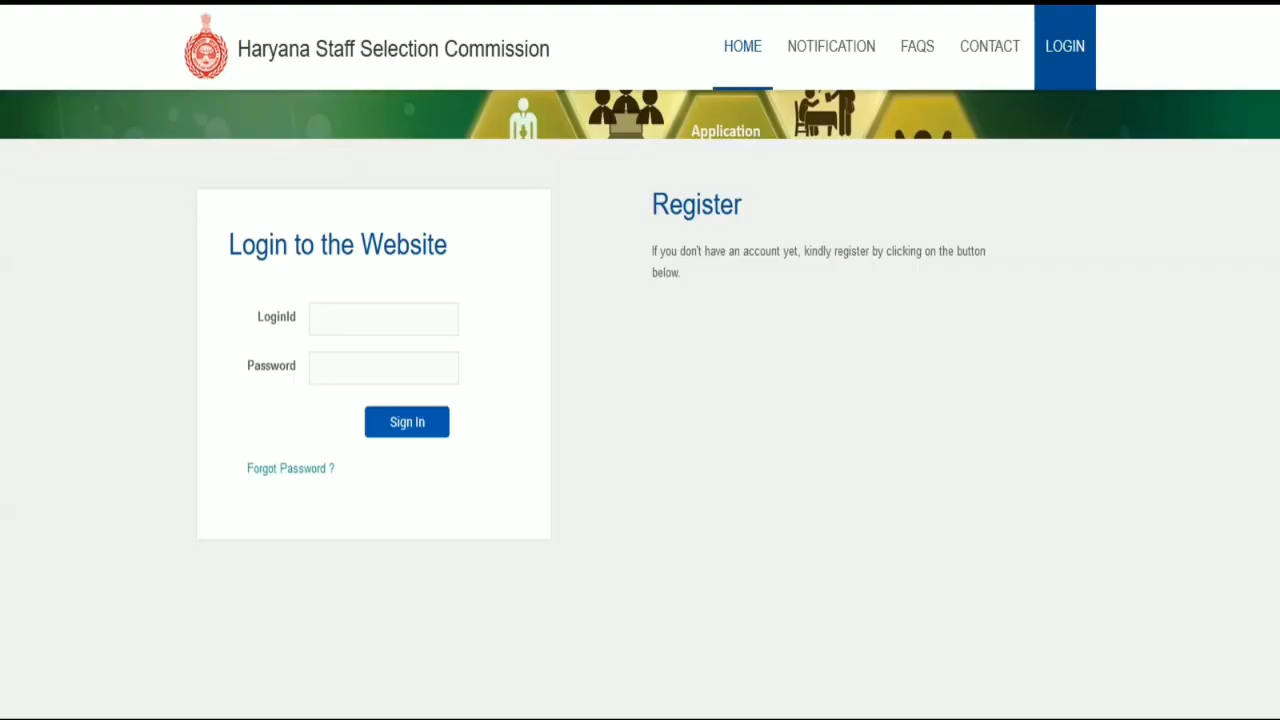 Haryana Staff Selection Commission
HOME NOTIFICATION FAQS CONTACT LOGIN
Application
Login to the Website
LoginId
Password
Sign In
Forgot Password ?
Register
If you don't have an account yet, kindly register by clicking on the button
below.